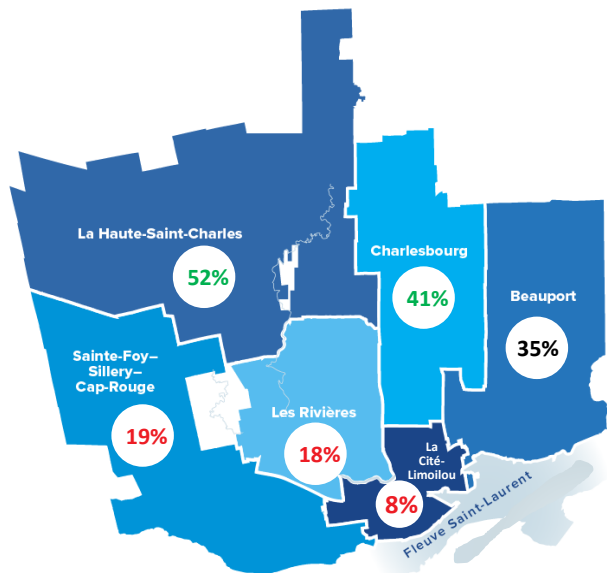 La Haute-Saint-Charles
52%
Charlesbourg
41%
Beauport
35%
Sainte-Foy–
Sillery–
Cap-Rouge
19%
Les Rivières
18%
La
Cité-
Limoilou
8%
Fleuve Saint-Laurent